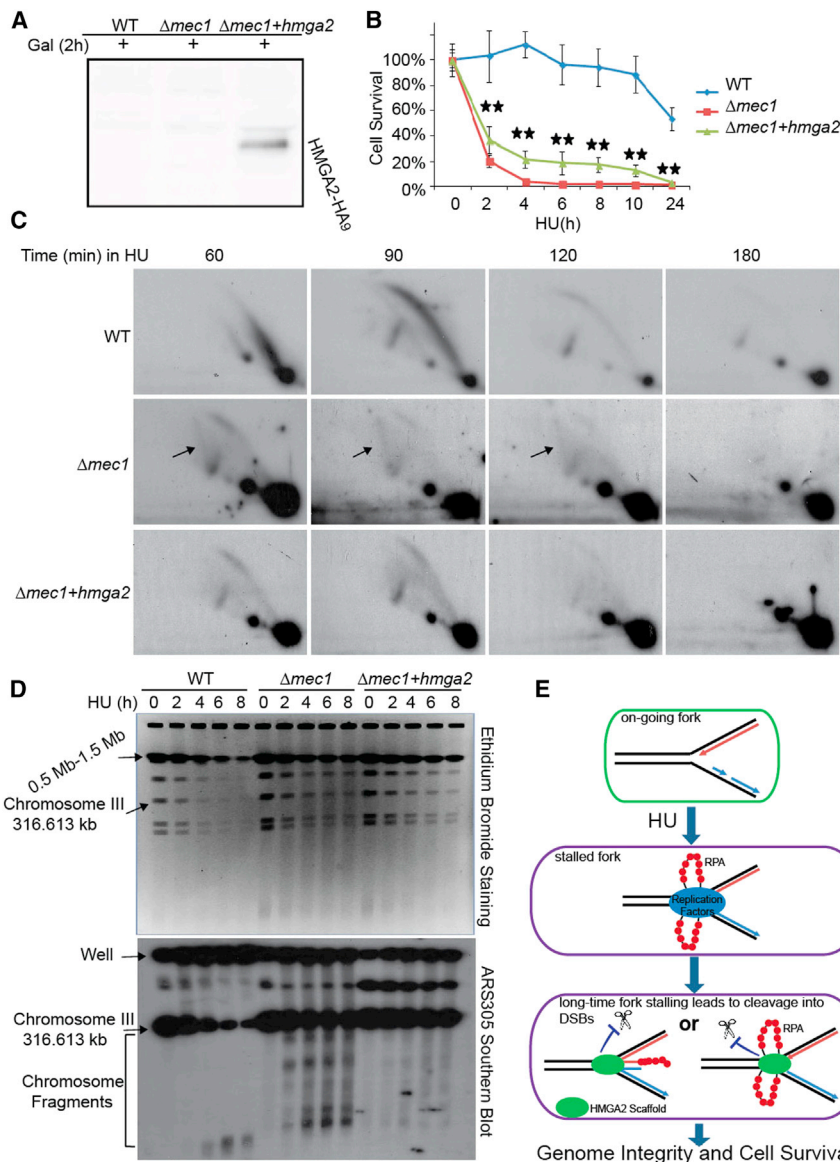 A
WT Δmec1 Δmec1+hmga2
Gal (2h) + + +
HMGA2-HA9
B
Cell Survival
100%
80%
60%
40%
20%
0%
★★ ★★ ★★ ★★ ★★ ★★
0 2 4 6 8 10 24
HU(h)
WT
Δmec1
Δmec1+hmga2
C
Time (min) in HU 60 90 120 180
WT
Δmec1
Δmec1+hmga2
D
WT Δmec1 Δmec1+hmga2
HU (h) 0 2 4 6 8 0 2 4 6 8 0 2 4 6 8
0.5 Mb-1.5 Mb
Chromosome III
316.613 kb
Ethidium Bromide Staining
Well
Chromosome III
316.613 kb
Chromosome
Fragments
ARS305 Southern Blot
E
on-going fork
HU
stalled fork
RPA
Replication
Factors
long-time fork stalling leads to cleavage into
DSBs
or
RPA
HMGA2 Scaffold
Genome Integrity and Cell Surviva